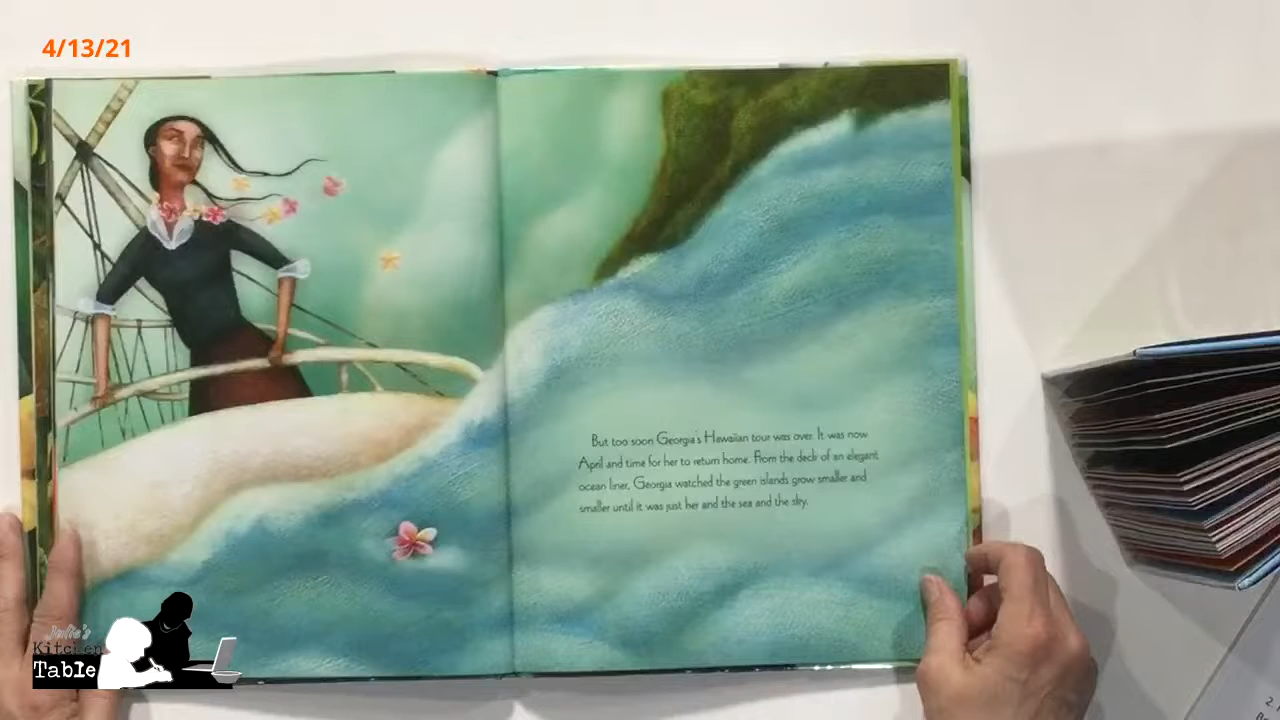 4/13/21
But too soon Georgia's Hawaiian tour was over. It was now
April and time for her to return home. From the deck of an elegant
ocean liner, Georgia watched the green islands grow smaller and
smaller until it was just her and the sea and the sky.
Julie's
Kitchen
Table